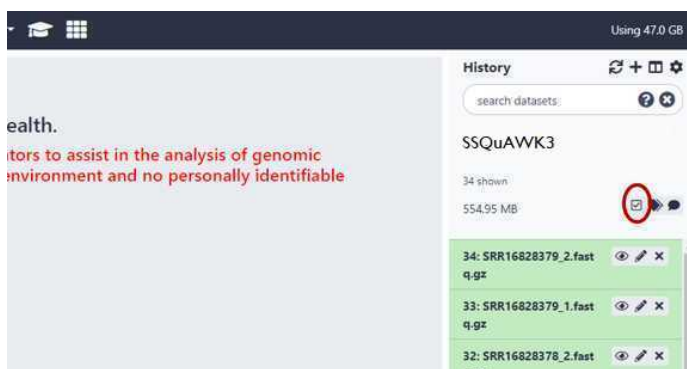 Using 47.0 GB
History
search datasets
ealth.
tors to assist in the analysis of genomic
environment and no personally identifiable
SSQuAWK3
34 shown
554.95 MB
34: SRR16828379_2.fast
q.gz
33: SRR16828379_1.fast
q.gz
32: SRR16828378_2.fast